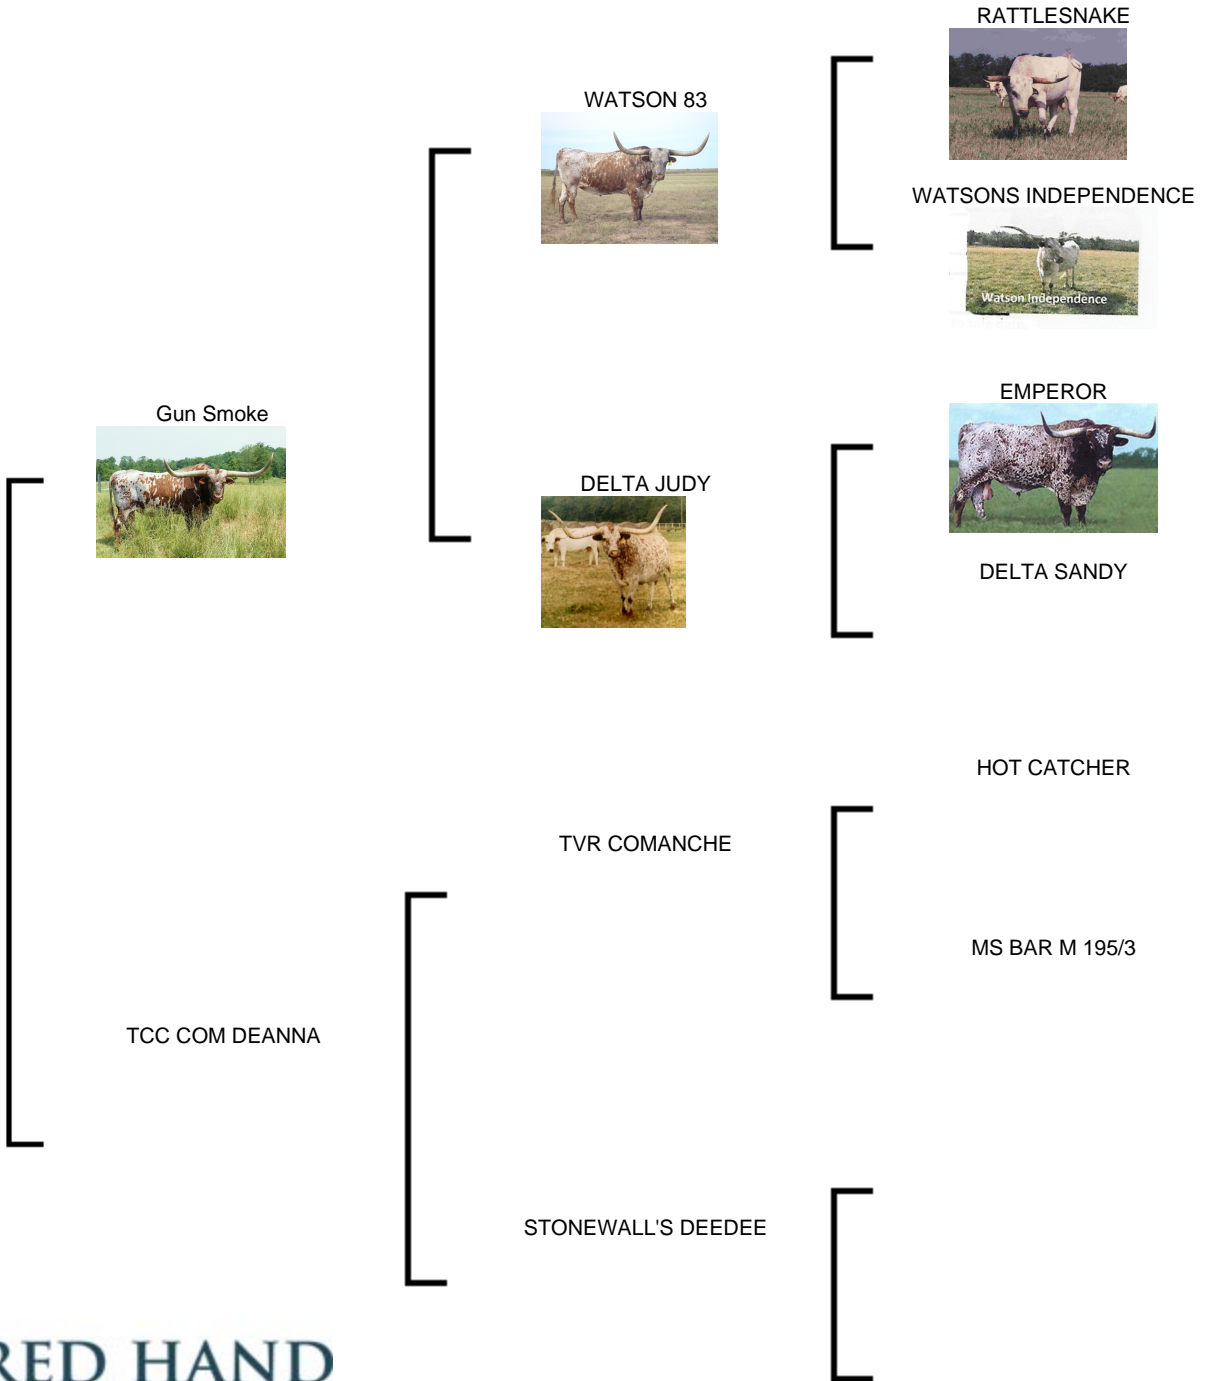 RATTLESNAKE
WATSON 83
WATSONS INDEPENDENCE
Watson Independence
EMPEROR
Gun Smoke
DELTA JUDY
DELTA SANDY
HOT CATCHER
TVR COMANCHE
MS BAR M 195/3
TCC COM DEANNA
STONEWALL'S DEEDEE
RED HAND